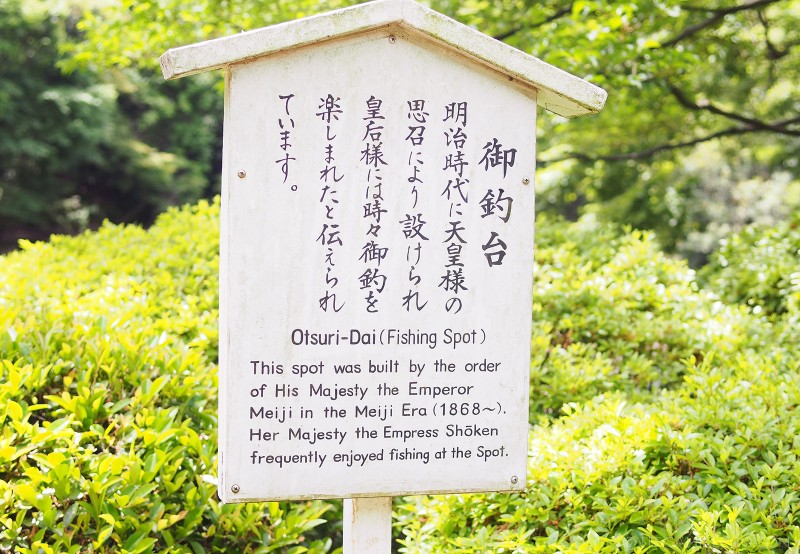 御釣台
明治時代に天皇様の
思召により設けられ
皇后様には時々御釣を
楽しまれたと伝えられ
ています。
Otsuri-Dai (Fishing Spot)
This spot was built by the order
of His Majesty the Emperor
Meiji in the Meiji Era (1868～).
Her Majesty the Empress Shōken
frequently enjoyed fishing at the Spot.